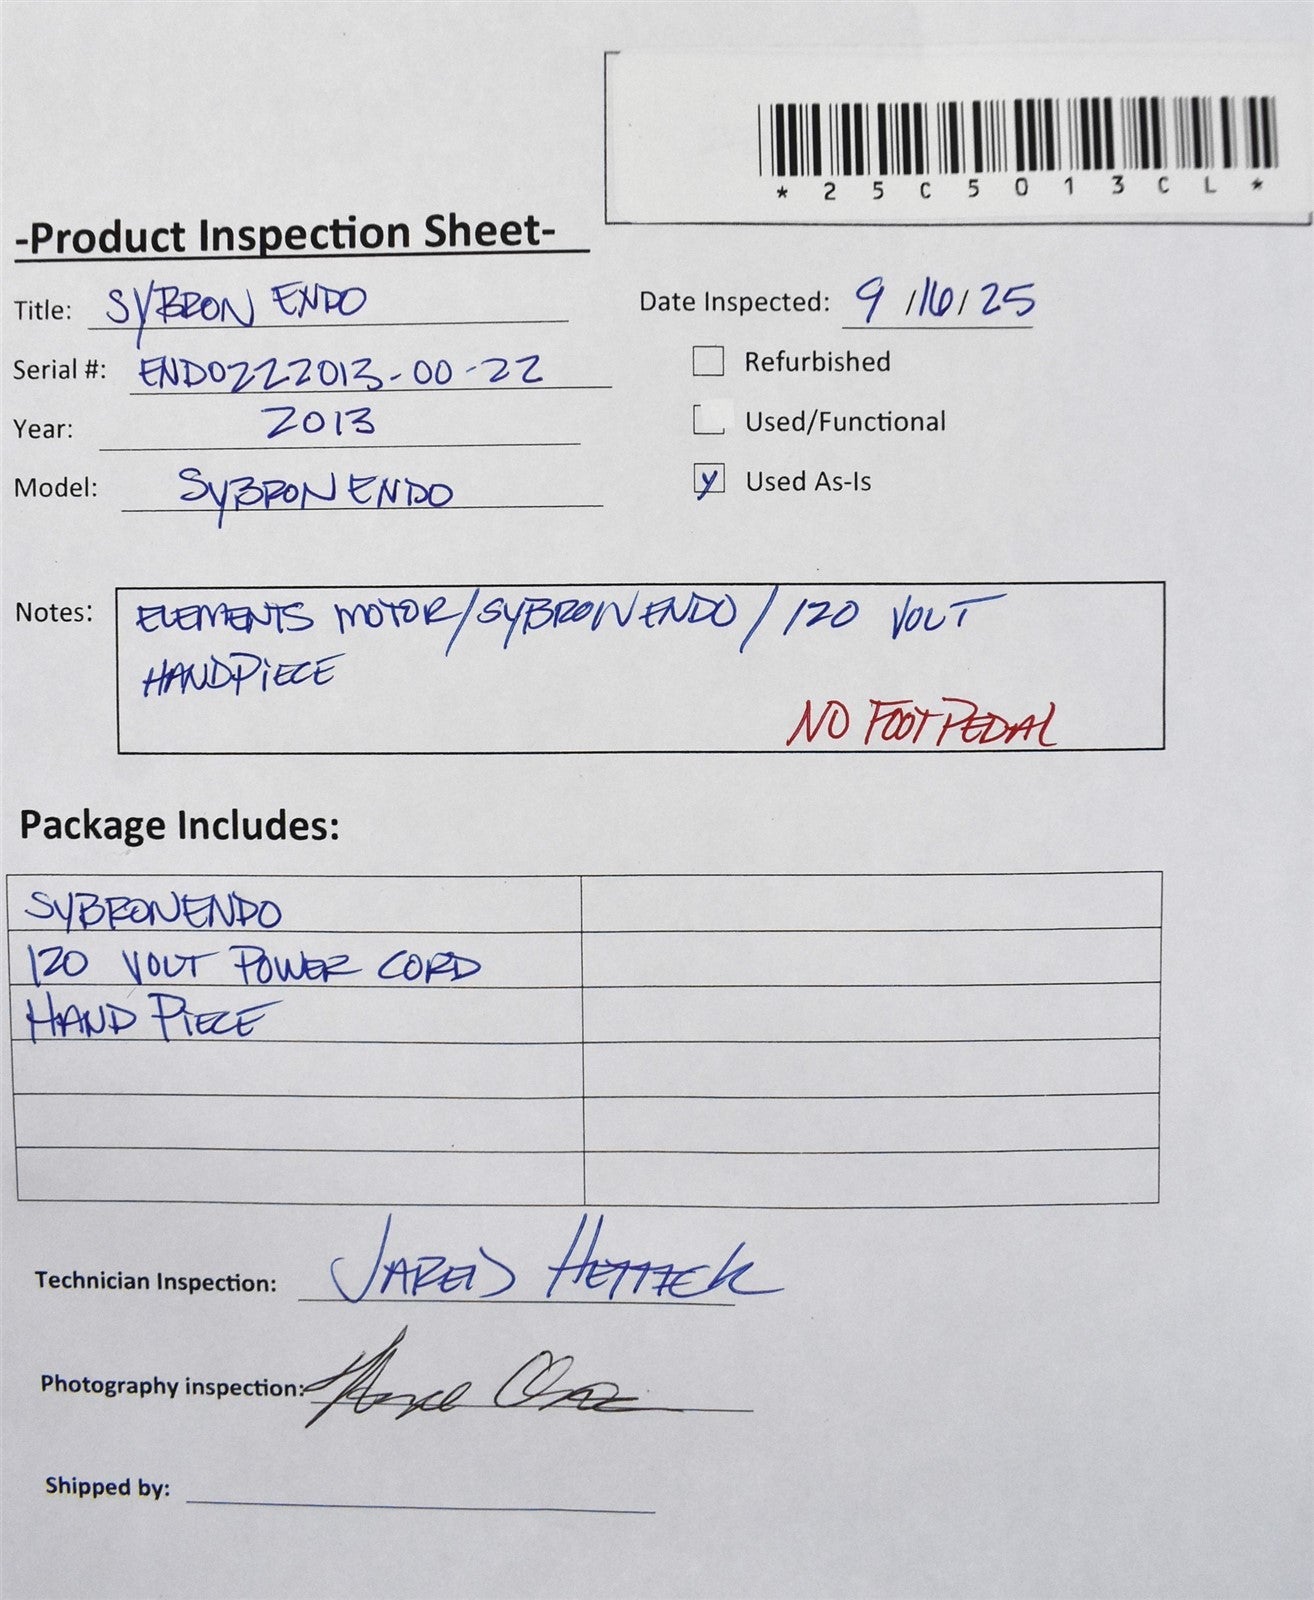 *25C5013CL*
-Product Inspection Sheet-
Title: SYBRON ENDO
Date Inspected: 9/16/25
Serial #: ENDO222013-00-22
Refurbished
Year: 2013
Used/Functional
Model: SYBRON ENDO
y Used As-Is
Notes: ELEMENTS MOTOR/SYBRON ENDO/120 VOLT
HANDPIECE
NO FOOT PEDAL
Package Includes:
SYBRONENDO
120 VOLT POWER CORD
HAND PIECE
Technician Inspection: JARED
Photography inspection:
Shipped by: